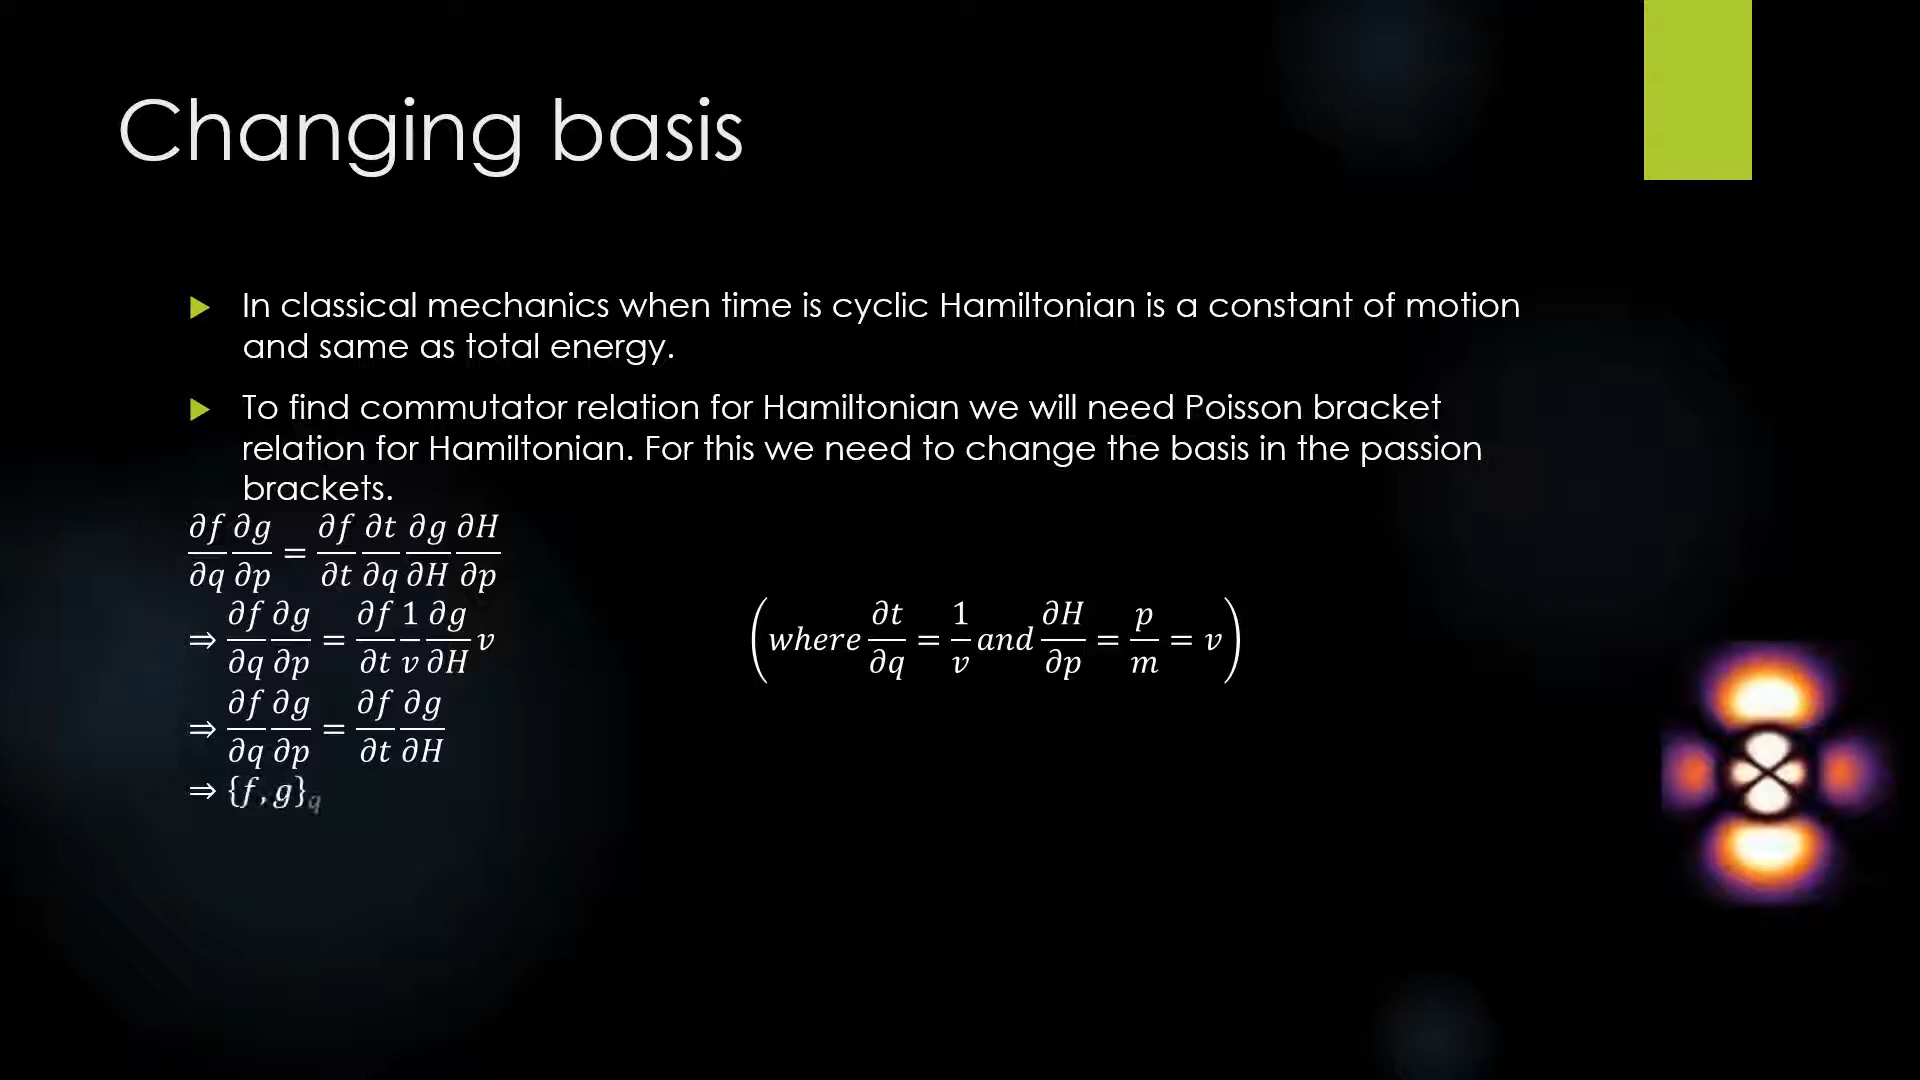 Changing basis
In classical mechanics when time is cyclic Hamiltonian is a constant of motion
and same as total energy.
To find commutator relation for Hamiltonian we will need Poisson bracket
relation for Hamiltonian. For this we need to change the basis in the passion
brackets.
∂f/∂q ∂g/∂p = ∂f/∂t ∂t/∂q ∂g/∂H ∂H/∂p
⇒ ∂f/∂q ∂g/∂p = ∂f/∂t 1/v ∂g/∂H v (where ∂t/∂q = 1/v and ∂H/∂p = p/m = v)
⇒ ∂f/∂q ∂g/∂p = ∂f/∂t ∂g/∂H
⇒ {f, g}_q